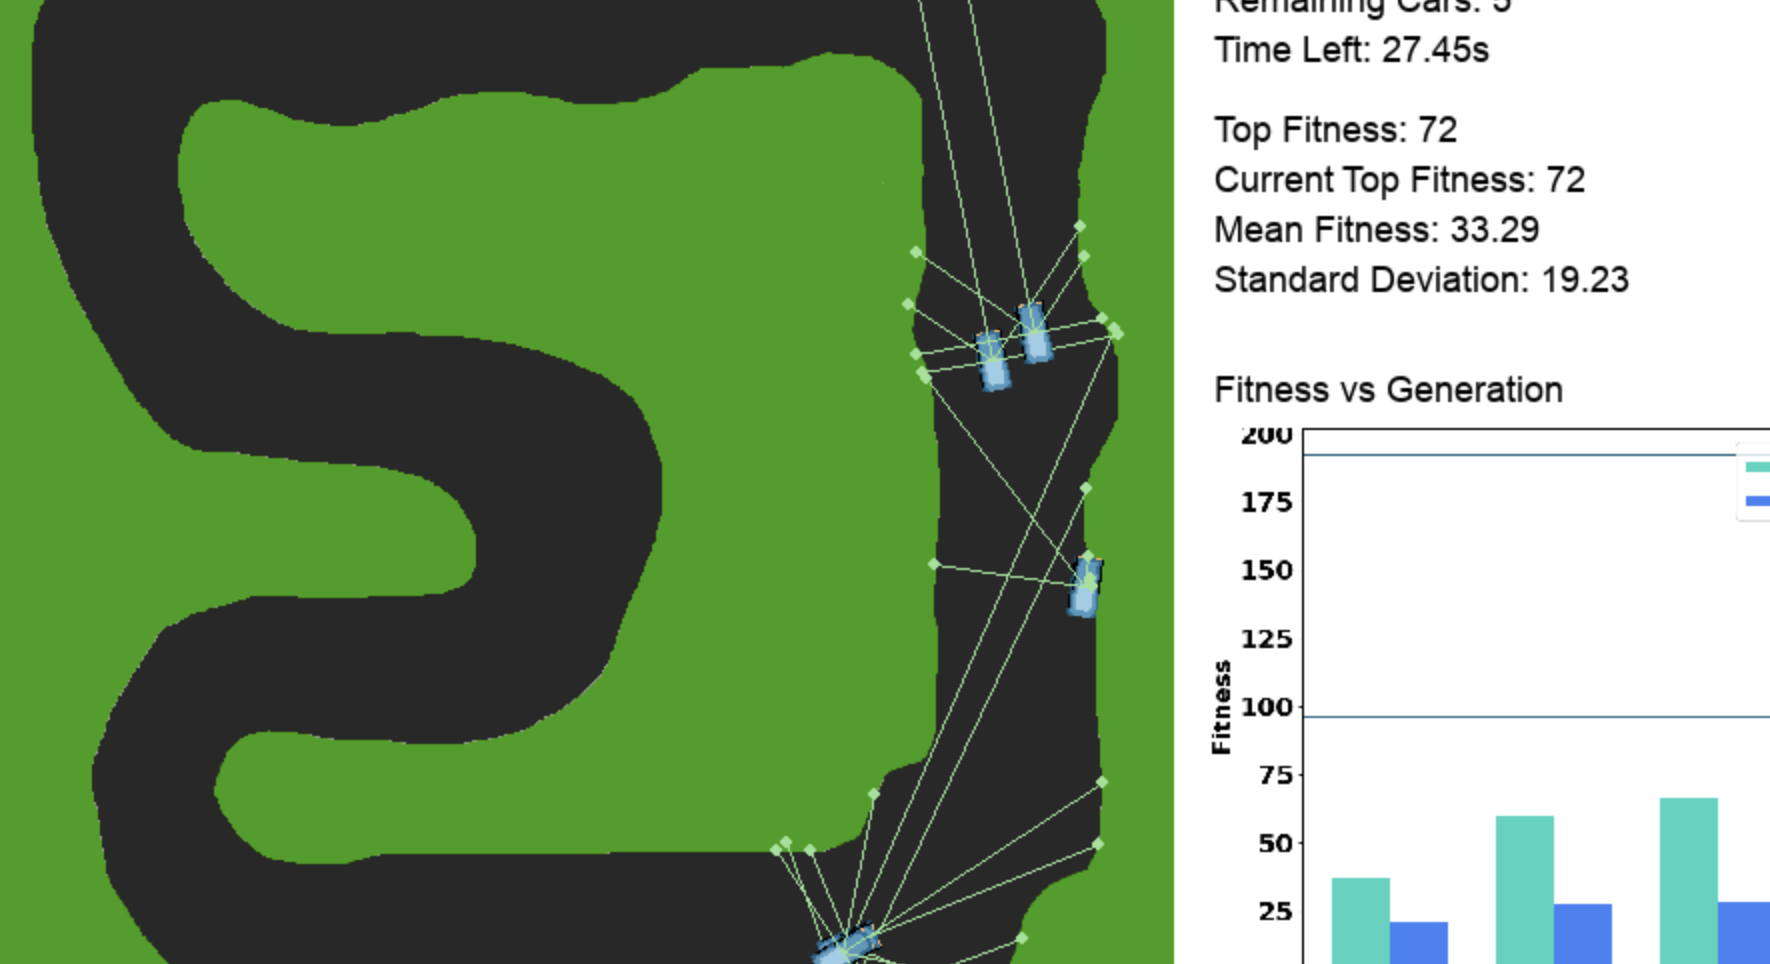 Remaining Cars: 5
Time Left: 27.45s
Top Fitness: 72
Current Top Fitness: 72
Mean Fitness: 33.29
Standard Deviation: 19.23
Fitness vs Generation
200
175
150
125
100
75
50
25
Fitness